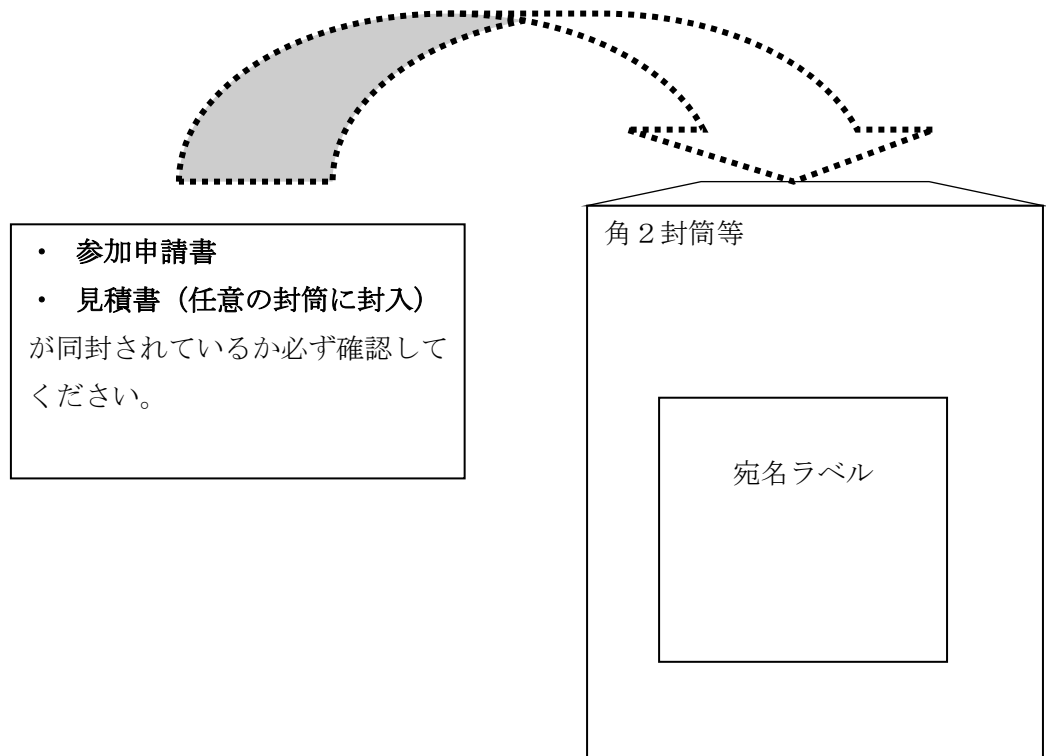 ・ 参加申請書
・ 見積書（任意の封筒に封入）
が同封されているか必ず確認して
ください。
角２封筒等
宛名ラベル